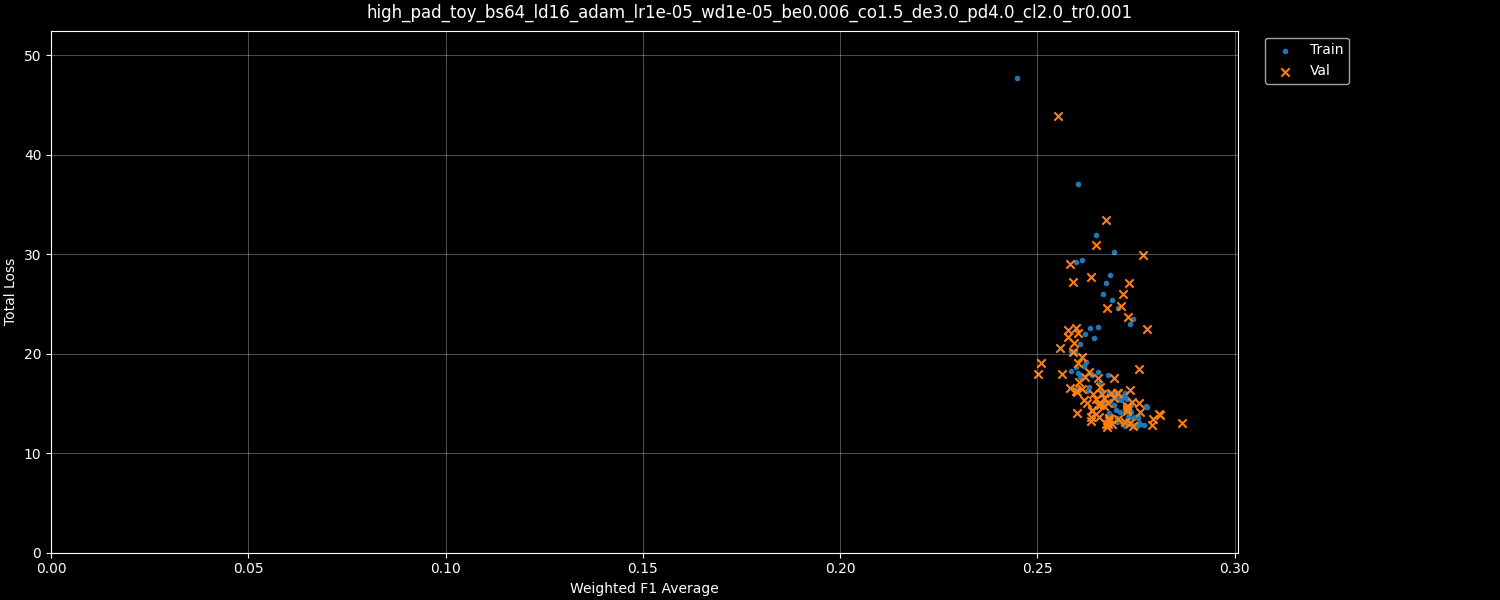 high_pad_toy_bs64_ld16_adam_lr1e-05_wd1e-05_be0.006_co1.5_de3.0_pd4.0_cl2.0_tr0.001
Train
Val
50
40
30
20
10
0
Total Loss
0.00 0.05 0.10 0.15 0.20 0.25 0.30
Weighted F1 Average